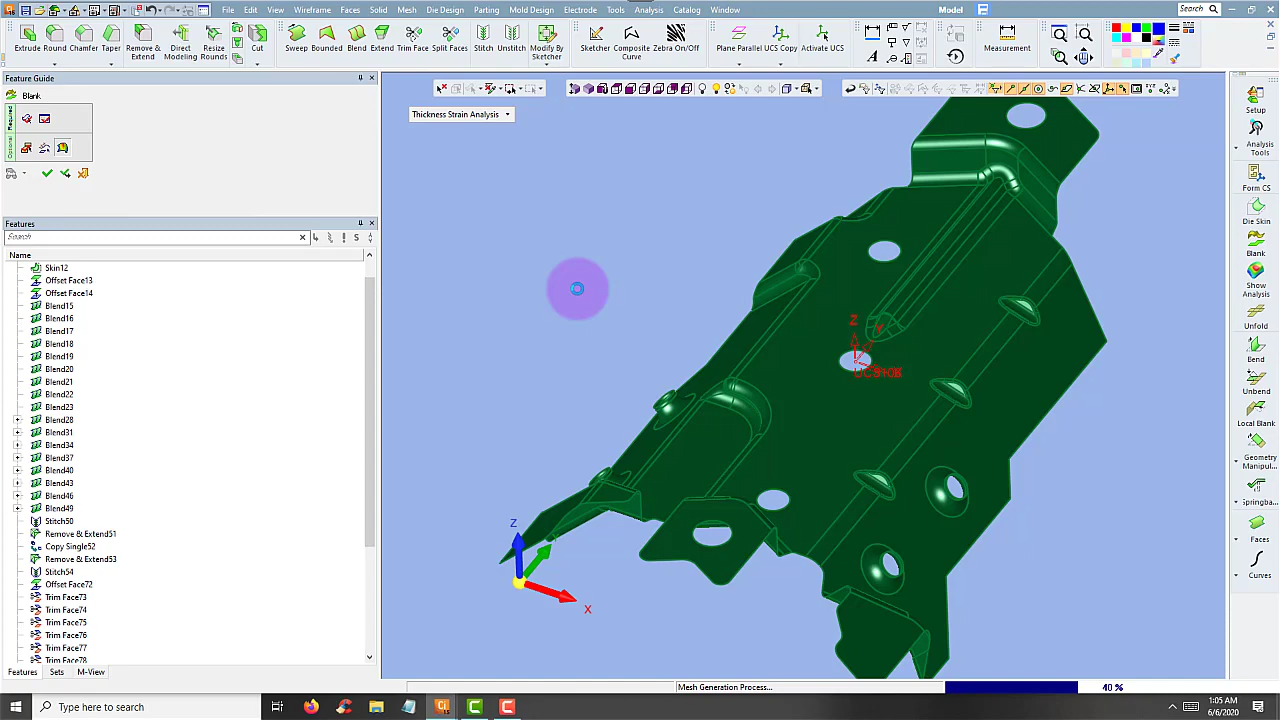 File Edit View Wireframe Faces Solid Mesh Die Design Parting Mold Design Electrode Tools Analysis Catalog Window Model Search
Extrude Round Chamfer Taper Remove & Extend Direct Modeling Resize Rounds Cut Sweep Bounded Blend Extend Trim Split Stitch Unstitch Modify By Sketcher Sketcher Composite Curve Zebra On/Off Plane Parallel UCS Copy Activate UCS Measurement
Feature Guide
Blank
Required
Optional
Thickness Strain Analysis
Features
Search
S
Name
Skin12
Offset Face13
Offset Face14
Blend15
Blend16
Blend17
Blend18
Blend19
Blend20
Blend21
Blend22
Blend23
Blend28
Blend31
Blend34
Blend37
Blend40
Blend43
Blend46
Blend49
Stitch50
Remove & Extend51
Copy Single52
Remove & Extend53
Stitch54
Offset Face72
Trim Face73
Trim Face74
Trim Face75
Trim Face76
Trim Face77
Trim Face78
Features Sets M-View
Z
Y
Z
X
Setup
Analysis Tools
Form CS
Die Skin
Blank
Show Analysis
Unfold
Bend
Unbend
Local Blank
Geometry Manipul...
Springba...
Faces
Curves
Mesh Generation Process...
40 %
Type here to search
1:05 AM
6/6/2020